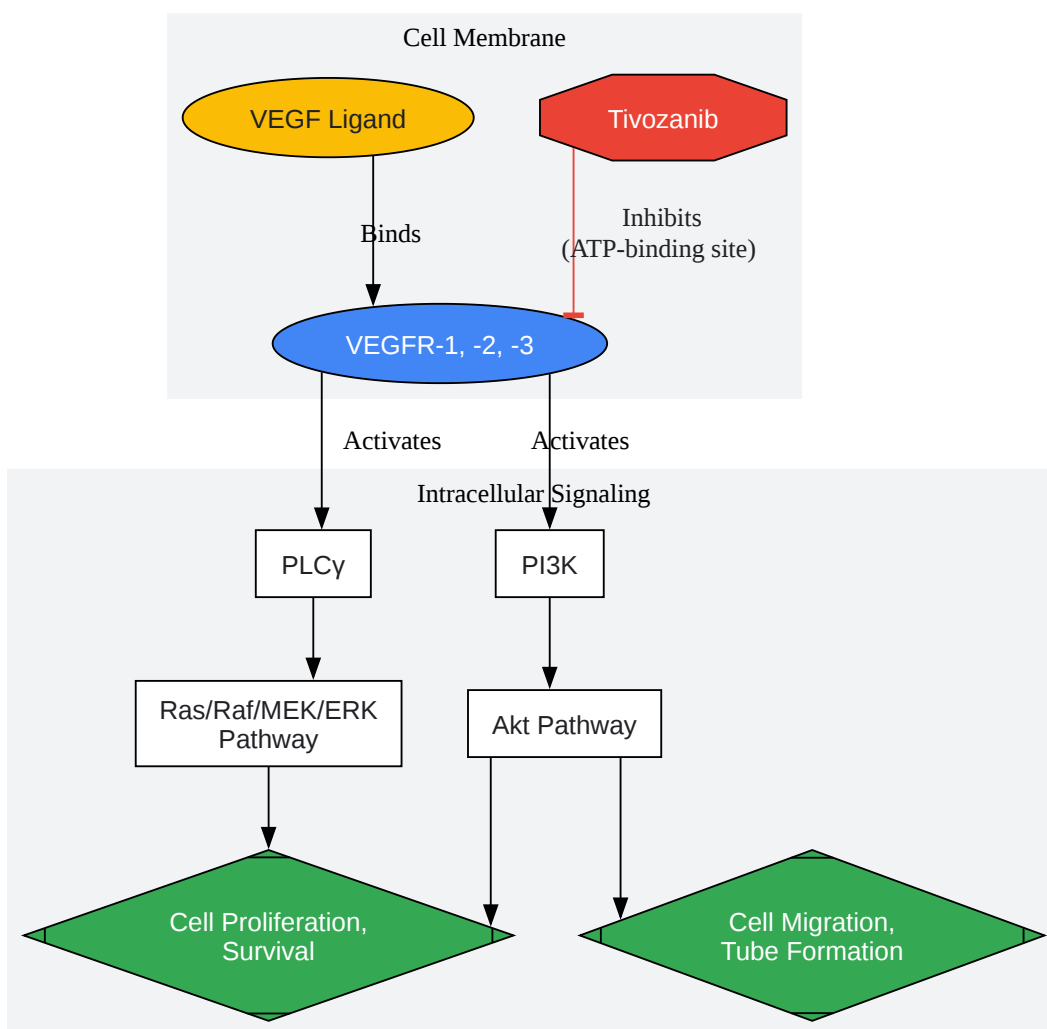 Cell Membrane
VEGF Ligand
Tivozanib
Binds
Inhibits
(ATP-binding site)
VEGFR-1, -2, -3
Activates
Activates
Intracellular Signaling
PLCγ
PI3K
Ras/Raf/MEK/ERK
Pathway
Akt Pathway
Cell Proliferation,
Survival
Cell Migration,
Tube Formation